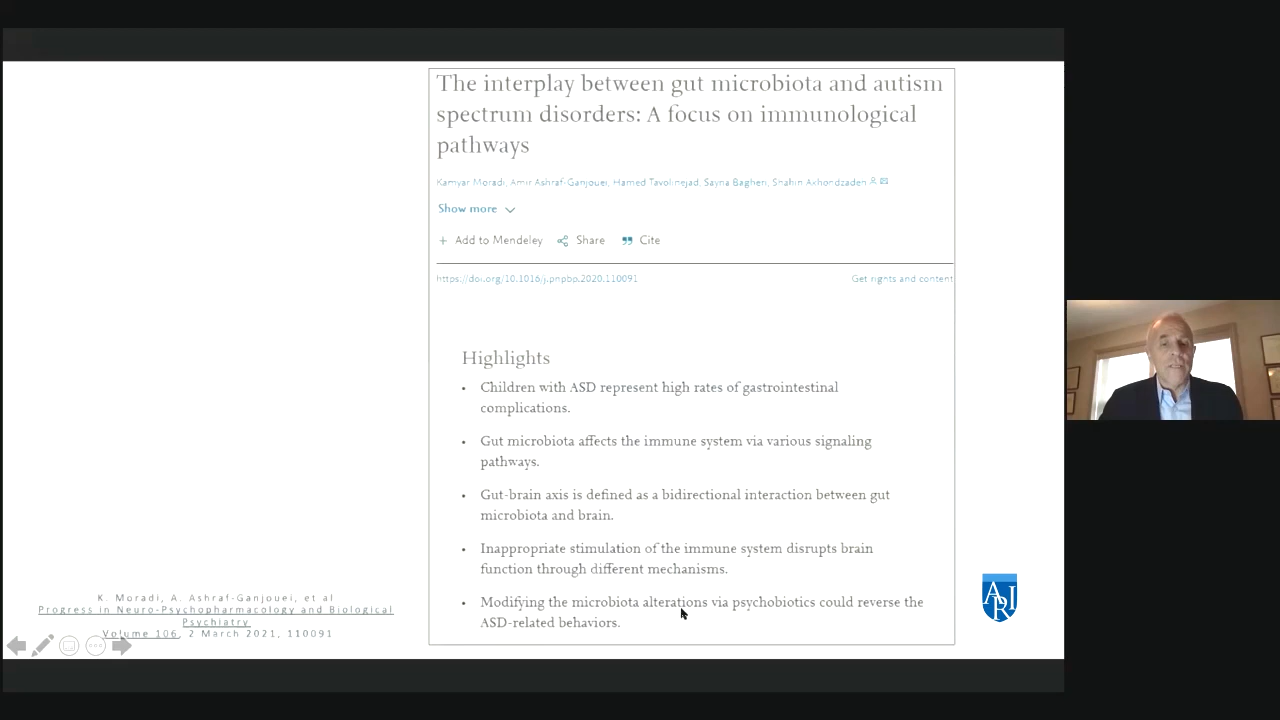 The interplay between gut microbiota and autism
spectrum disorders: A focus on immunological
pathways
Kamyar Moradi, Amir Ashraf-Ganjouei, Hamed Tavolinejad, Sayna Bagheri, Shahin Akhondzadeh
Show more
+ Add to Mendeley Share Cite
https://doi.org/10.1016/j.pnpbp.2020.110091 Get rights and content
Highlights
• Children with ASD represent high rates of gastrointestinal
complications.
• Gut microbiota affects the immune system via various signaling
pathways.
• Gut-brain axis is defined as a bidirectional interaction between gut
microbiota and brain.
• Inappropriate stimulation of the immune system disrupts brain
function through different mechanisms.
• Modifying the microbiota alterations via psychobiotics could reverse the
ASD-related behaviors.
K. Moradi, A. Ashraf-Ganjouei, et al
Progress in Neuro-Psychopharmacology and Biological
Psychiatry
Volume 106, 2 March 2021, 110091
ARI